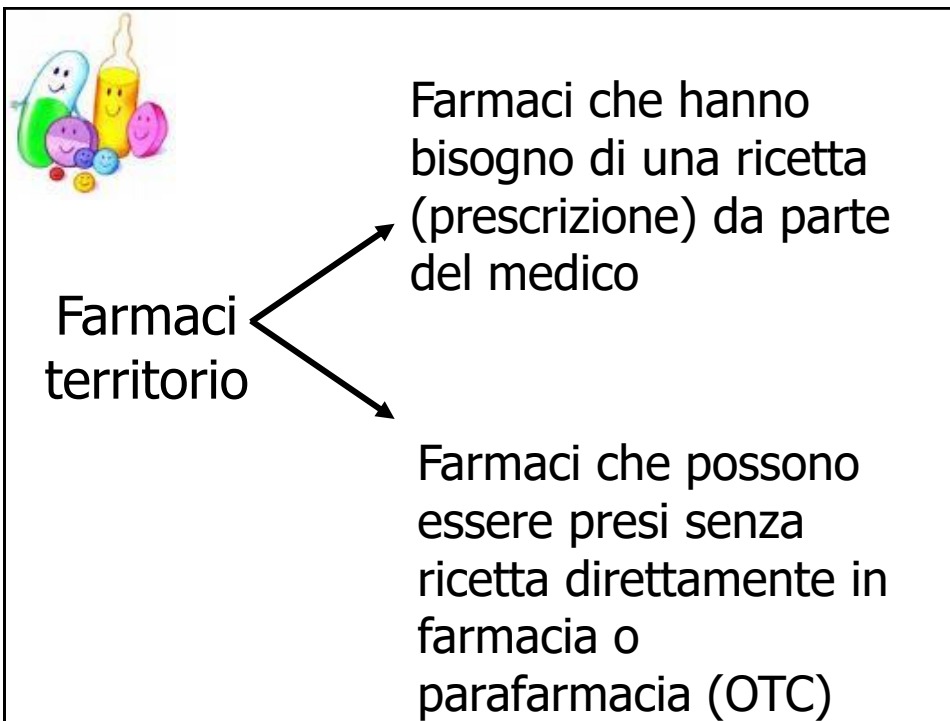 Farmaci che hanno
bisogno di una ricetta
(prescrizione) da parte
del medico
Farmaci
territorio
Farmaci che possono
essere presi senza
ricetta direttamente in
farmacia o
parafarmacia (OTC)